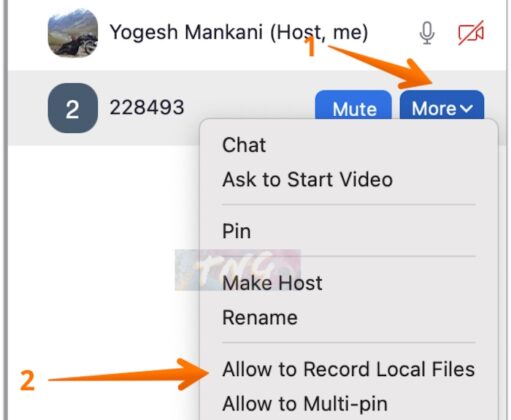 Yogesh Mankani (Host, me)
1
2 228493 Mute More
Chat
Ask to Start Video
Pin
TNG
Make Host
Rename
2 Allow to Record Local Files
Allow to Multi-pin